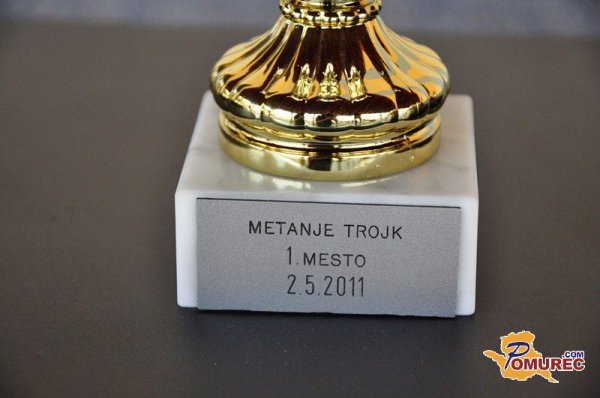 METANJE TROJK
1. MESTO
2.5.2011
POMUREC.COM